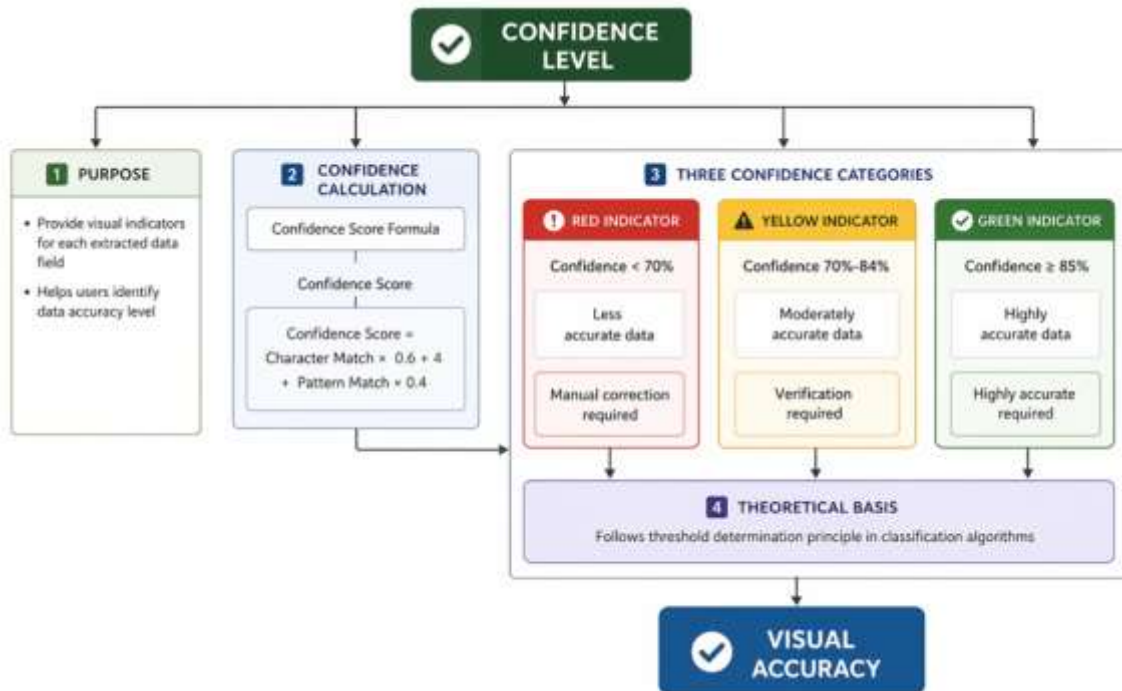 CONFIDENCE
LEVEL
1 PURPOSE
• Provide visual indicators
for each extracted data
field
• Helps users identify
data accuracy level
2 CONFIDENCE
CALCULATION
Confidence Score Formula
Confidence Score
Confidence Score =
Character Match × 0.6 + 4
+ Pattern Match × 0.4
3 THREE CONFIDENCE CATEGORIES
RED INDICATOR
Confidence < 70%
Less
accurate data
Manual correction
required
YELLOW INDICATOR
Confidence 70%-84%
Moderately
accurate data
Verification
required
GREEN INDICATOR
Confidence ≥ 85%
Highly
accurate data
Highly accurate
required
4 THEORETICAL BASIS
Follows threshold determination principle in classification algorithms
VISUAL
ACCURACY